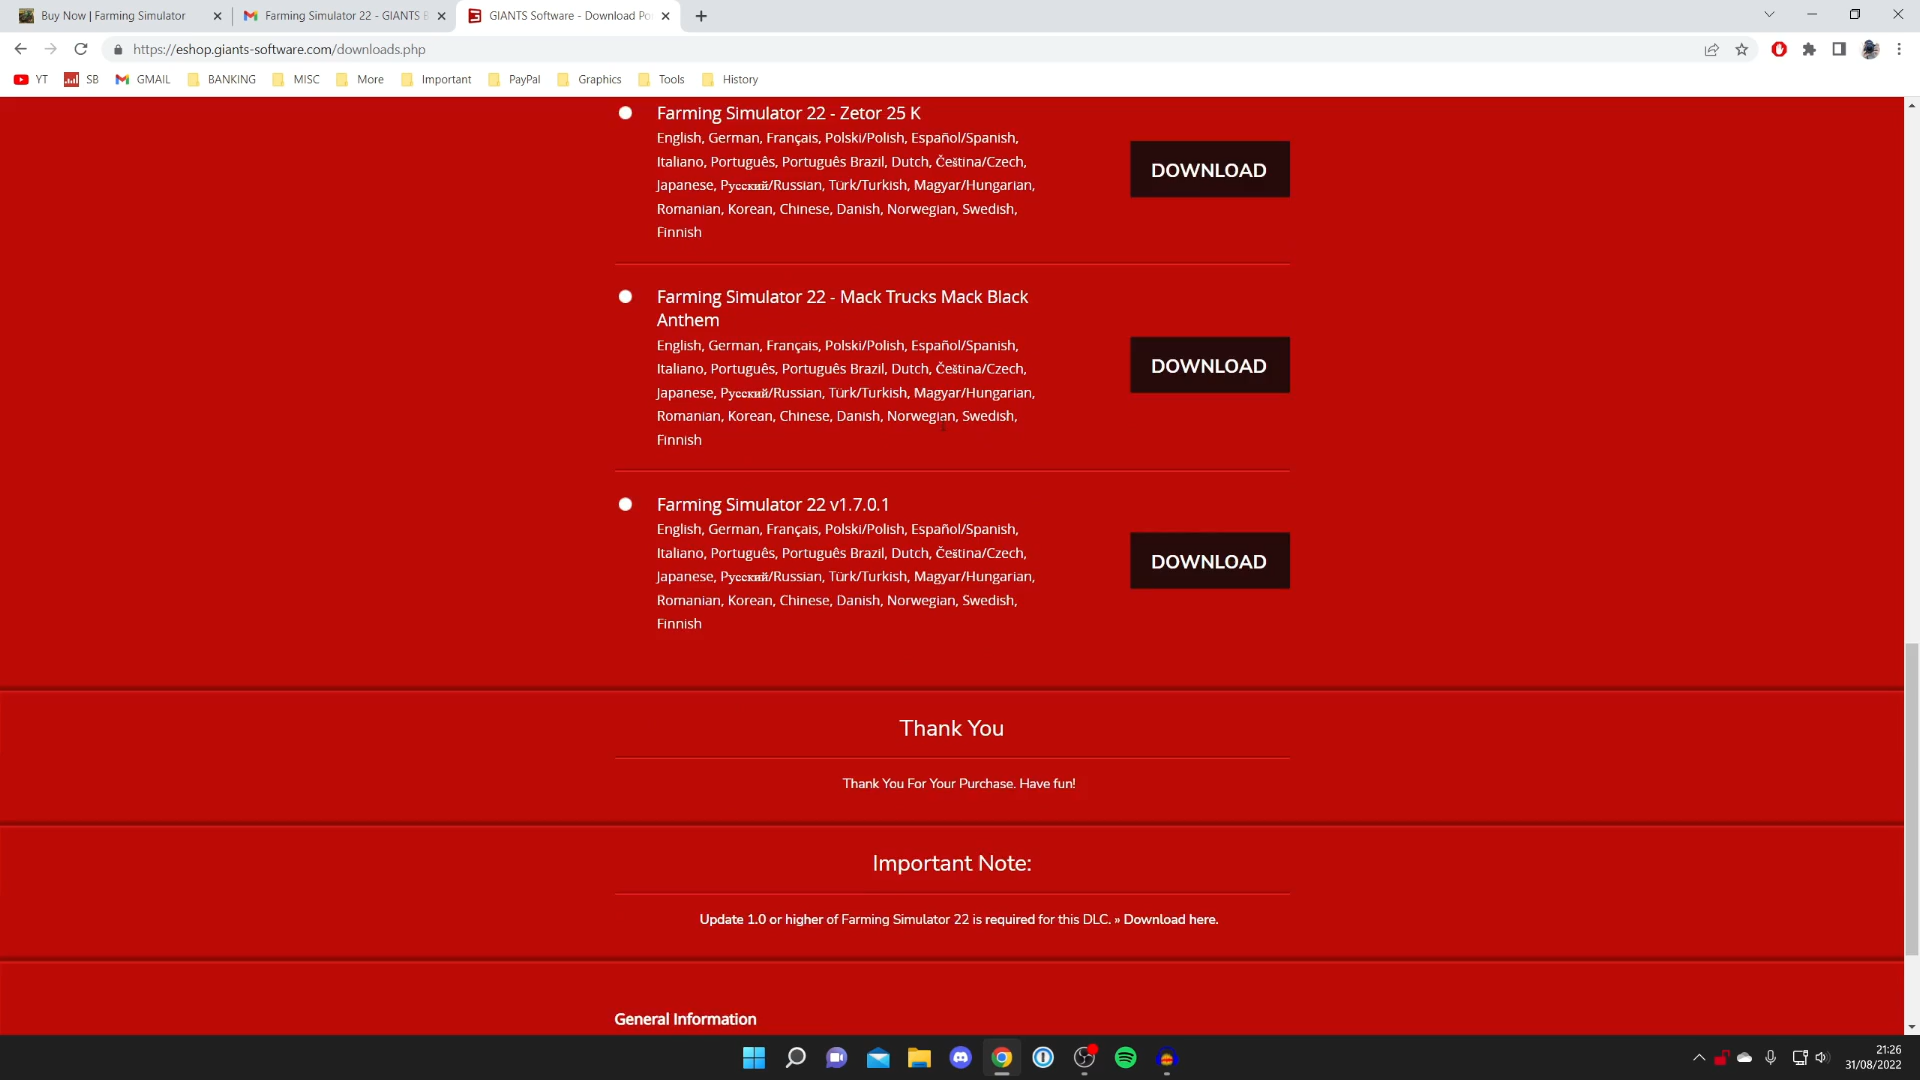 Buy Now | Farming Simulator
Farming Simulator 22 - GIANTS
GIANTS Software - Download Po
https://eshop.giants-software.com/downloads.php
YT SB GMAIL BANKING MISC More Important PayPal Graphics Tools History
Farming Simulator 22 - Zetor 25 K
English, German, Français, Polski/Polish, Español/Spanish,
Italiano, Português, Português Brazil, Dutch, Čeština/Czech,
Japanese, Русский/Russian, Türk/Turkish, Magyar/Hungarian,
Romanian, Korean, Chinese, Danish, Norwegian, Swedish,
Finnish
DOWNLOAD
Farming Simulator 22 - Mack Trucks Mack Black
Anthem
English, German, Français, Polski/Polish, Español/Spanish,
Italiano, Português, Português Brazil, Dutch, Čeština/Czech,
Japanese, Русский/Russian, Türk/Turkish, Magyar/Hungarian,
Romanian, Korean, Chinese, Danish, Norwegian, Swedish,
Finnish
DOWNLOAD
Farming Simulator 22 v1.7.0.1
English, German, Français, Polski/Polish, Español/Spanish,
Italiano, Português, Português Brazil, Dutch, Čeština/Czech,
Japanese, Русский/Russian, Türk/Turkish, Magyar/Hungarian,
Romanian, Korean, Chinese, Danish, Norwegian, Swedish,
Finnish
DOWNLOAD
Thank You
Thank You For Your Purchase. Have fun!
Important Note:
Update 1.0 or higher of Farming Simulator 22 is required for this DLC. » Download here.
General Information
21:26
31/08/2022